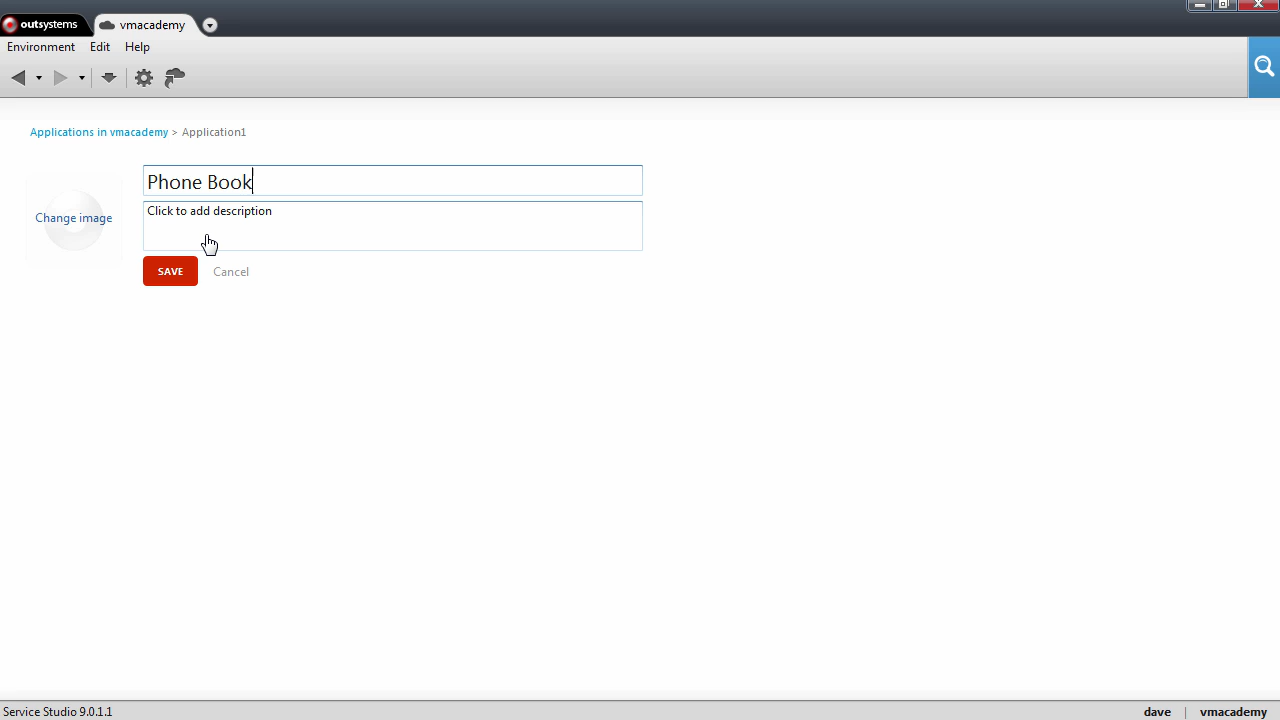 outsystems vmacademy
Environment Edit Help
Applications in vmacademy > Application1
Phone Book
Change image
Click to add description
SAVE Cancel
Service Studio 9.0.1.1 dave | vmacademy